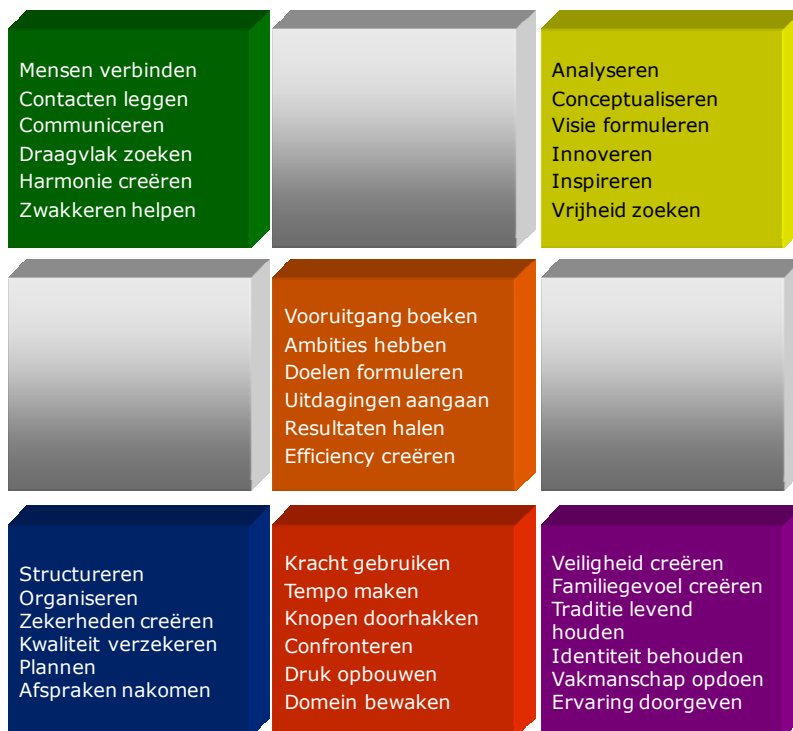 Mensen verbinden
Contacten leggen
Communiceren
Draagvlak zoeken
Harmonie creëren
Zwakkeren helpen
Analyseren
Conceptualiseren
Visie formuleren
Innoveren
Inspireren
Vrijheid zoeken
Vooruitgang boeken
Ambities hebben
Doelen formuleren
Uitdagingen aangaan
Resultaten halen
Efficiency creëren
Structureren
Organiseren
Zekerheden creëren
Kwaliteit verzekeren
Plannen
Afspraken nakomen
Kracht gebruiken
Tempo maken
Knopen doorhakken
Confronteren
Druk opbouwen
Domein bewaken
Veiligheid creëren
Familiegevoel creëren
Traditie levend
houden
Identiteit behouden
Vakmanschap opdoen
Ervaring doorgeven